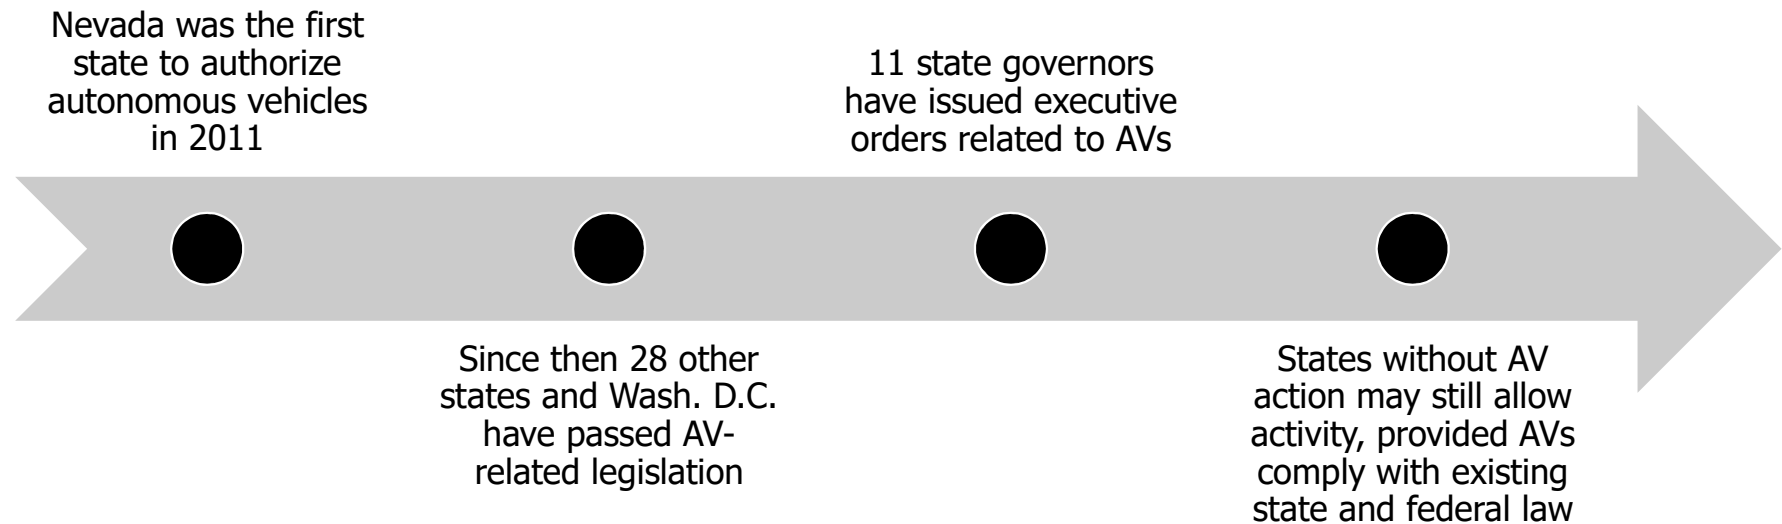 Nevada was the first
state to authorize
autonomous vehicles
in 2011
Since then 28 other
states and Wash. D.C.
have passed AV-
related legislation
11 state governors
have issued executive
orders related to AVs
States without AV
action may still allow
activity, provided AVs
comply with existing
state and federal law